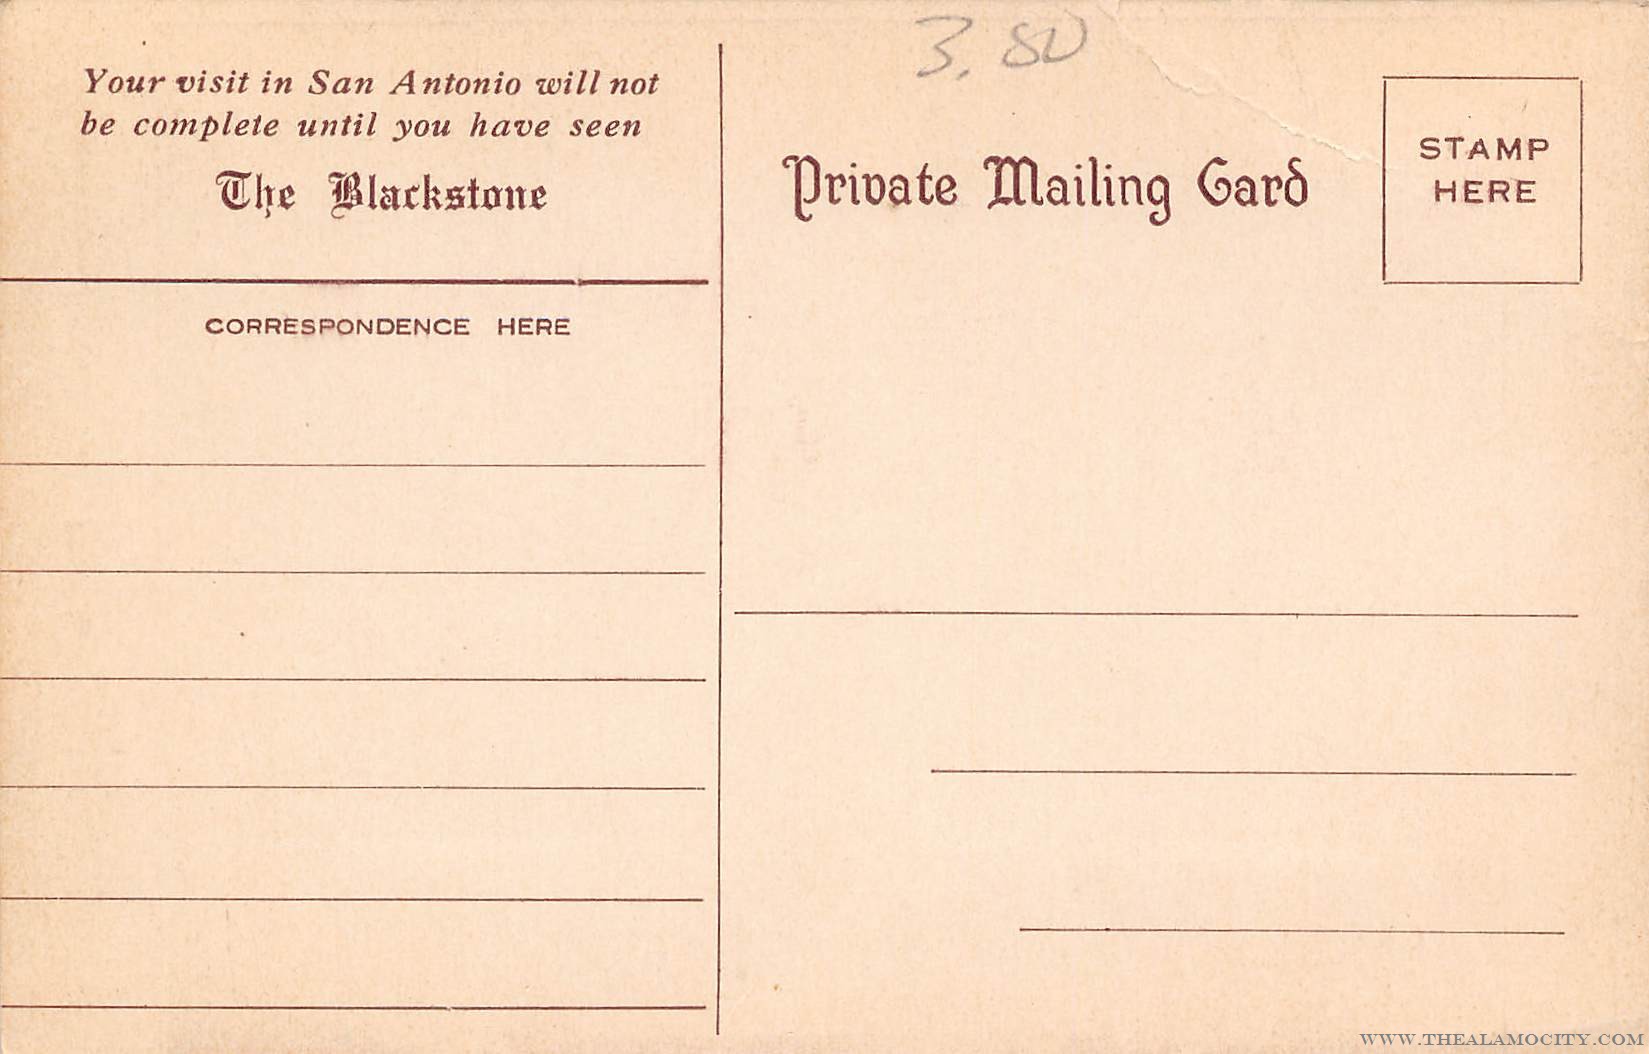 Your visit in San Antonio will not
be complete until you have seen
The Blackstone
CORRESPONDENCE HERE
3.80
Private Mailing Card
STAMP
HERE
WWW.THEALAMOCITY.COM